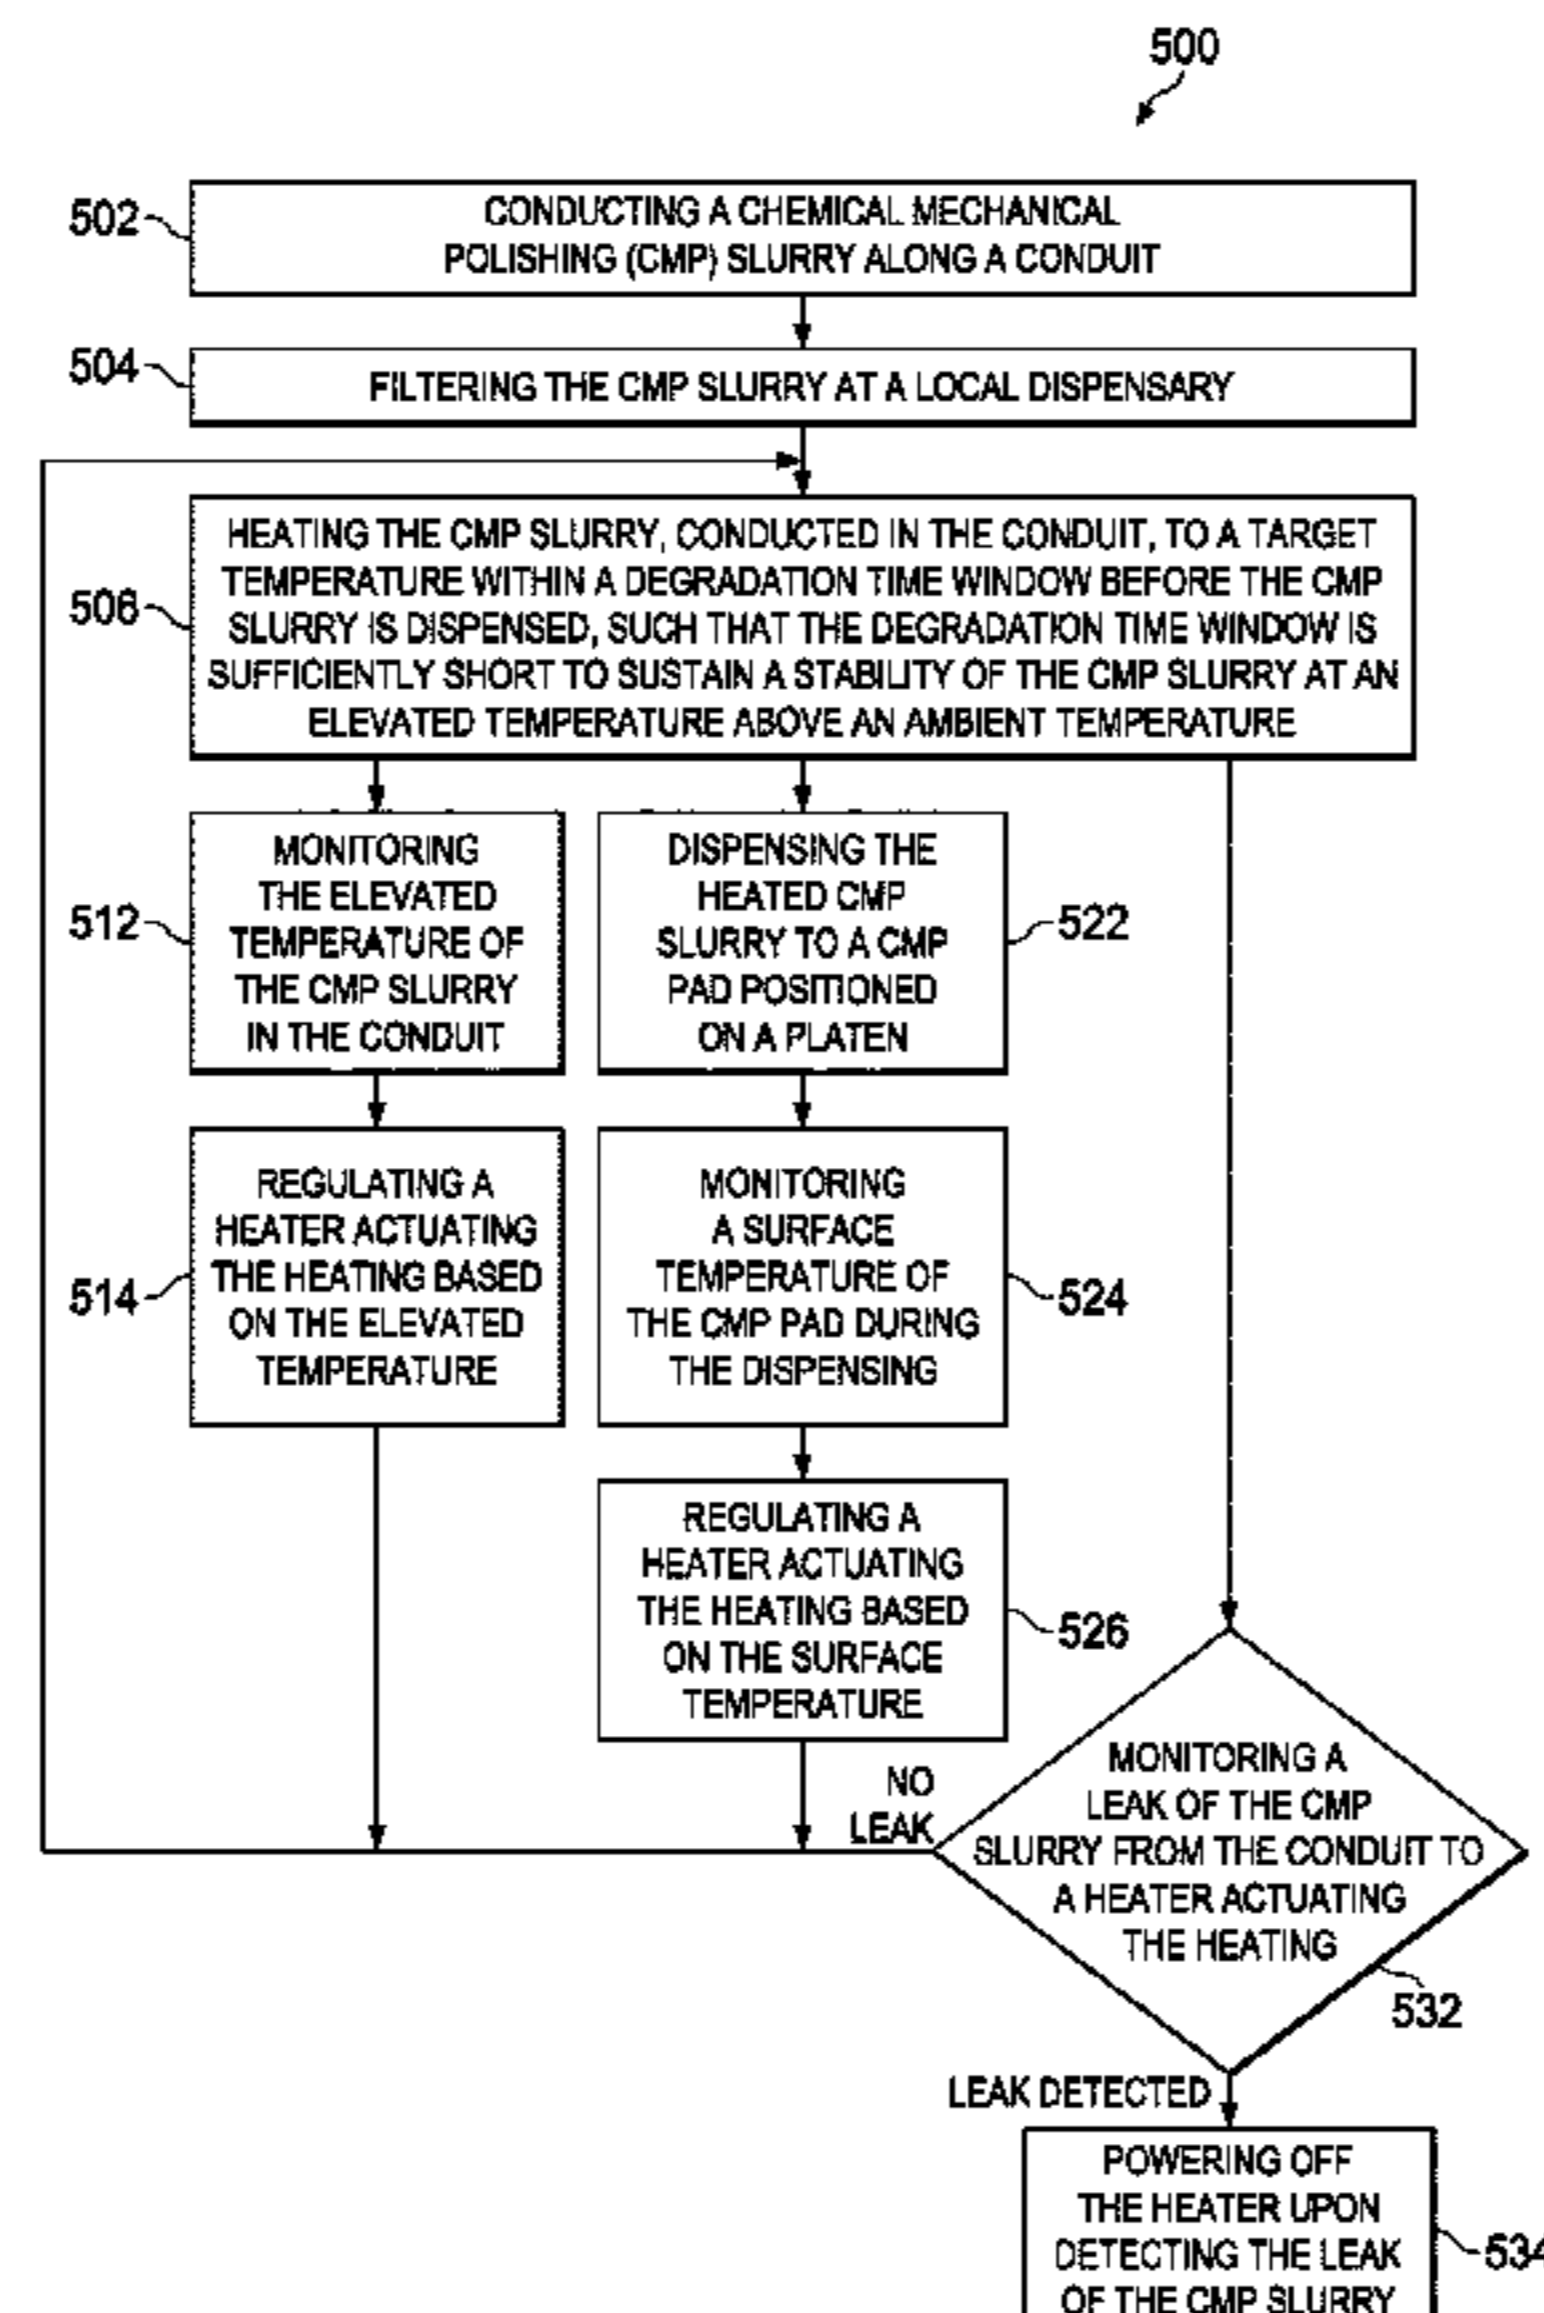 500
502
CONDUCTING A CHEMICAL MECHANICAL
POLISHING (CMP) SLURRY ALONG A CONDUIT
504
FILTERING THE CMP SLURRY AT A LOCAL DISPENSARY
506
HEATING THE CMP SLURRY, CONDUCTED IN THE CONDUIT, TO A TARGET
TEMPERATURE WITHIN A DEGRADATION TIME WINDOW BEFORE THE CMP
SLURRY IS DISPENSED, SUCH THAT THE DEGRADATION TIME WINDOW IS
SUFFICIENTLY SHORT TO SUSTAIN A STABILITY OF THE CMP SLURRY AT AN
ELEVATED TEMPERATURE ABOVE AN AMBIENT TEMPERATURE
512
MONITORING
THE ELEVATED
TEMPERATURE OF
THE CMP SLURRY
IN THE CONDUIT
DISPENSING THE
HEATED CMP
SLURRY TO A CMP
PAD POSITIONED
ON A PLATEN
522
514
REGULATING A
HEATER ACTUATING
THE HEATING BASED
ON THE ELEVATED
TEMPERATURE
MONITORING
A SURFACE
TEMPERATURE OF
THE CMP PAD DURING
THE DISPENSING
524
REGULATING A
HEATER ACTUATING
THE HEATING BASED
ON THE SURFACE
TEMPERATURE
526
NO
LEAK
MONITORING A
LEAK OF THE CMP
SLURRY FROM THE CONDUIT TO
A HEATER ACTUATING
THE HEATING
532
LEAK DETECTED
POWERING OFF
THE HEATER UPON
DETECTING THE LEAK
OF THE CMP SLURRY
534